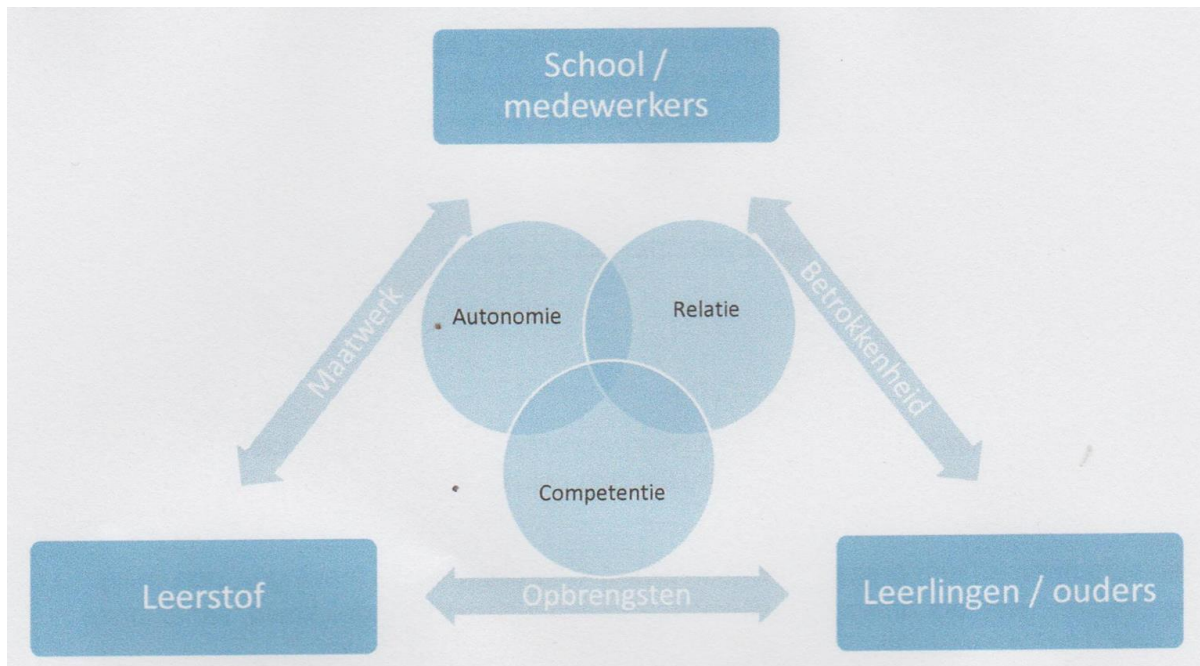 School /
medewerkers
Maatwerk
Autonomie
Relatie
Betrokkenheid
Competentie
Leerstof
Opbrengsten
Leerlingen / ouders